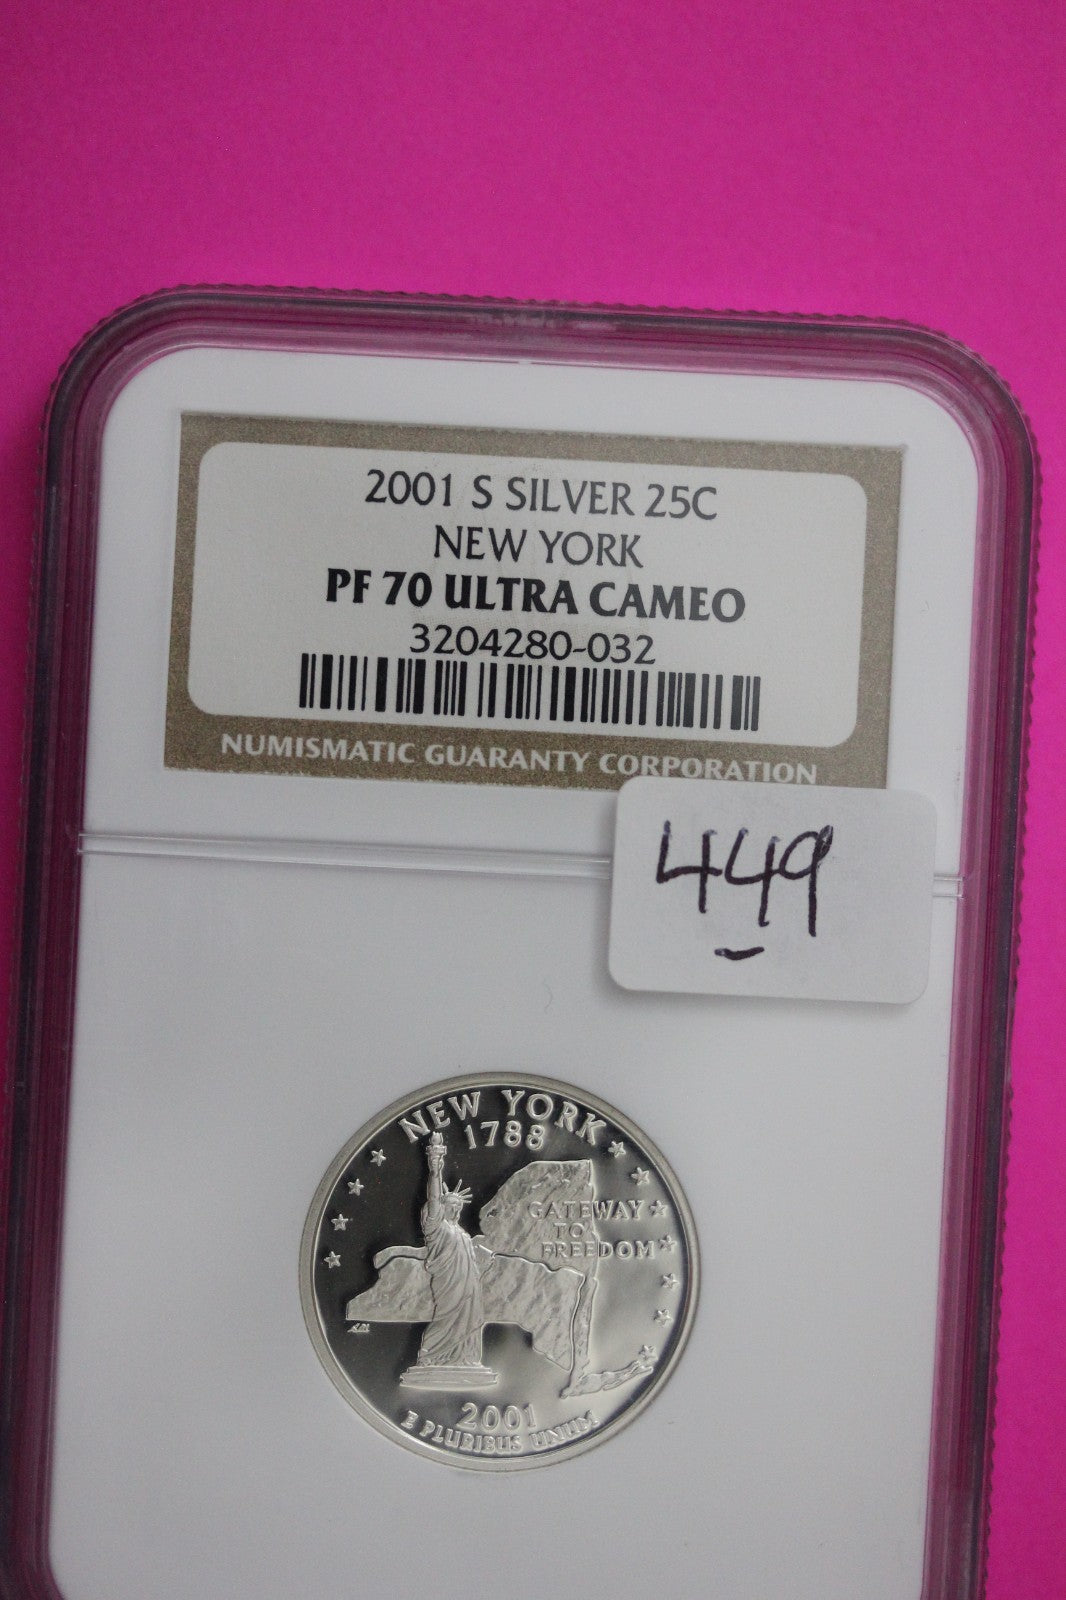 2001 S SILVER 25C
NEW YORK
PF 70 ULTRA CAMEO
3204280-032
NUMISMATIC GUARANTY CORPORATION
449
NEW YORK
1788
GATEWAY
TO
FREEDOM
2001
E PLURIBUS UNUM